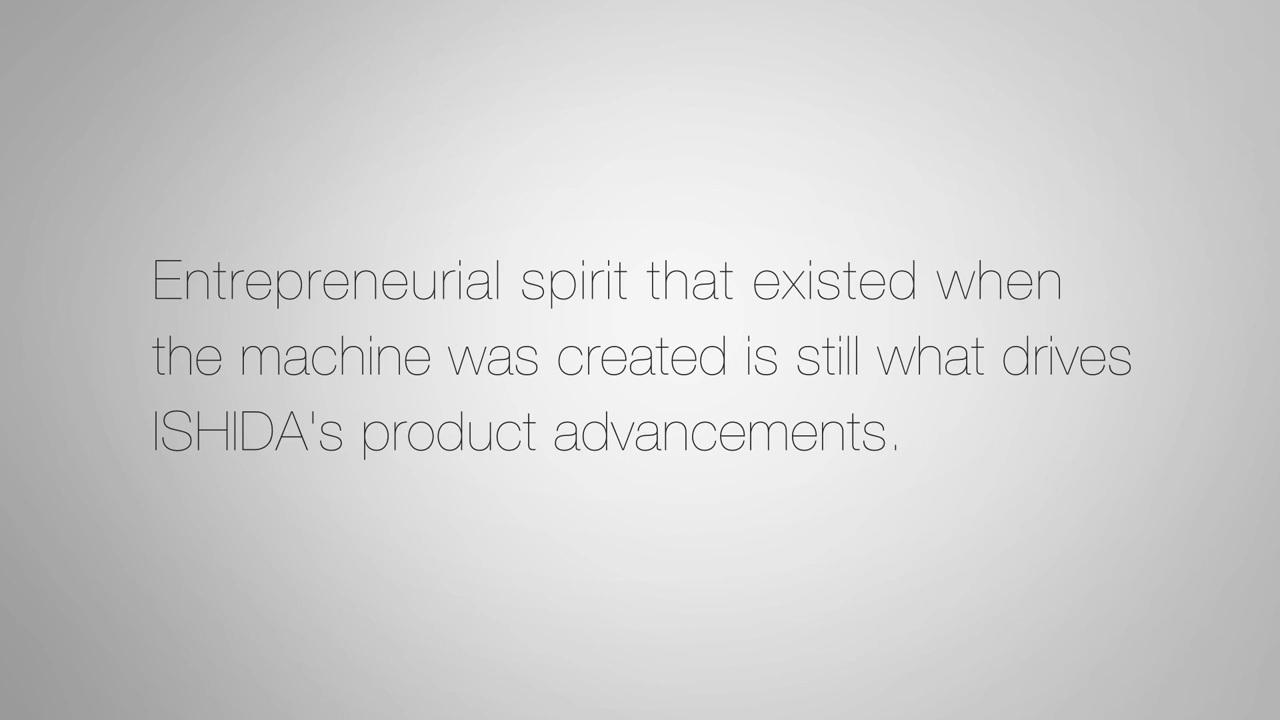 Entrepreneurial spirit that existed when
the machine was created is still what drives
ISHIDA's product advancements.